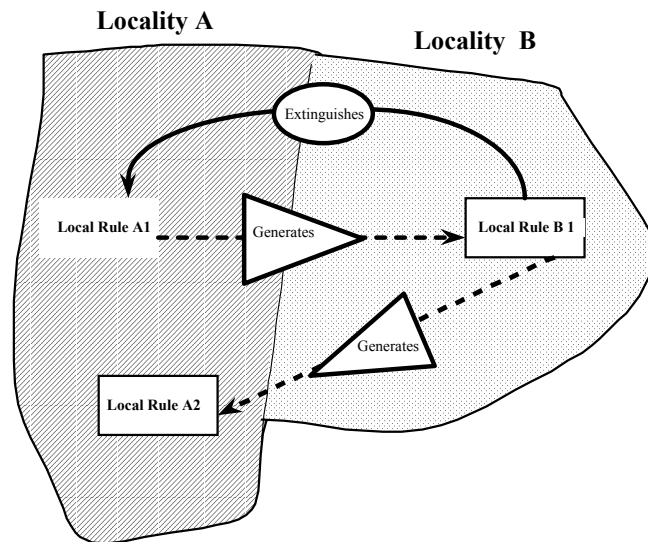 Locality A
Locality B
Extinguishes
Local Rule A1
Generates
Local Rule B 1
Generates
Local Rule A2